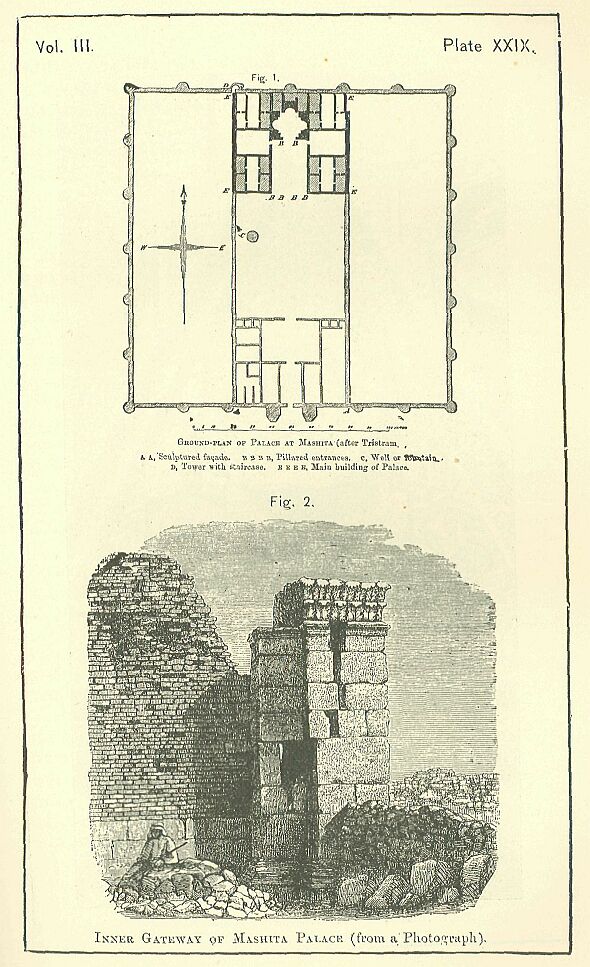 Vol. III.
Plate XXIX.
Fig. 1.
D
E E
B B
E B B B B E
C
W E
A A
GROUND-PLAN OF PALACE AT MASHITA (after Tristram.
A A, Sculptured façade. B B B B, Pillared entrances. C, Well or fountain.
D, Tower with staircase. E E E E, Main building of Palace.
Fig. 2.
INNER GATEWAY OF MASHITA PALACE (from a Photograph).